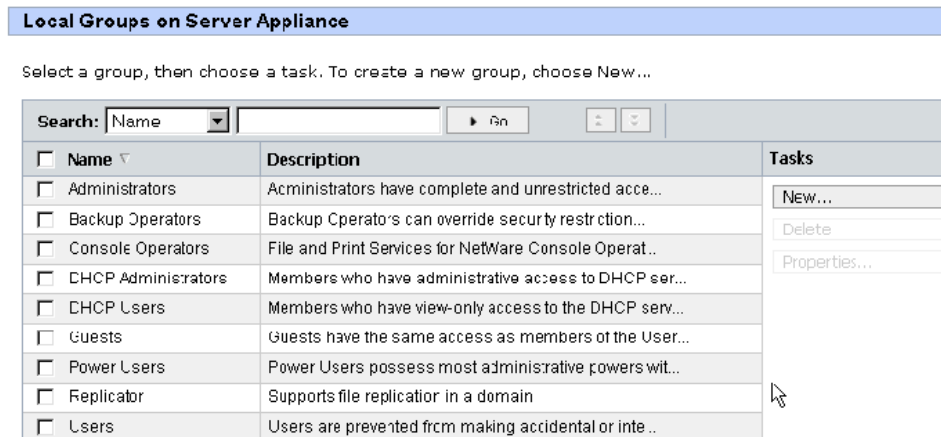 Local Groups on Server Appliance
Select a group, then choose a task. To create a new group, choose New...
Search: Name Go
Name Description Tasks
Administrators Administrators have complete and unrestricted acce... New...
Backup Operators Backup Operators can override security restriction... Delete
Console Operators File and Print Services for NetWare Console Operat... Properties...
DHCP Administrators Members who have administrative access to DHCP ser...
DHCP Users Members who have view-only access to the DHCP serv...
Guests Guests have the same access as members of the User...
Power Users Power Users possess most administrative powers wit...
Replicator Supports file replication in a domain
Users Users are prevented from making accidental or inte...